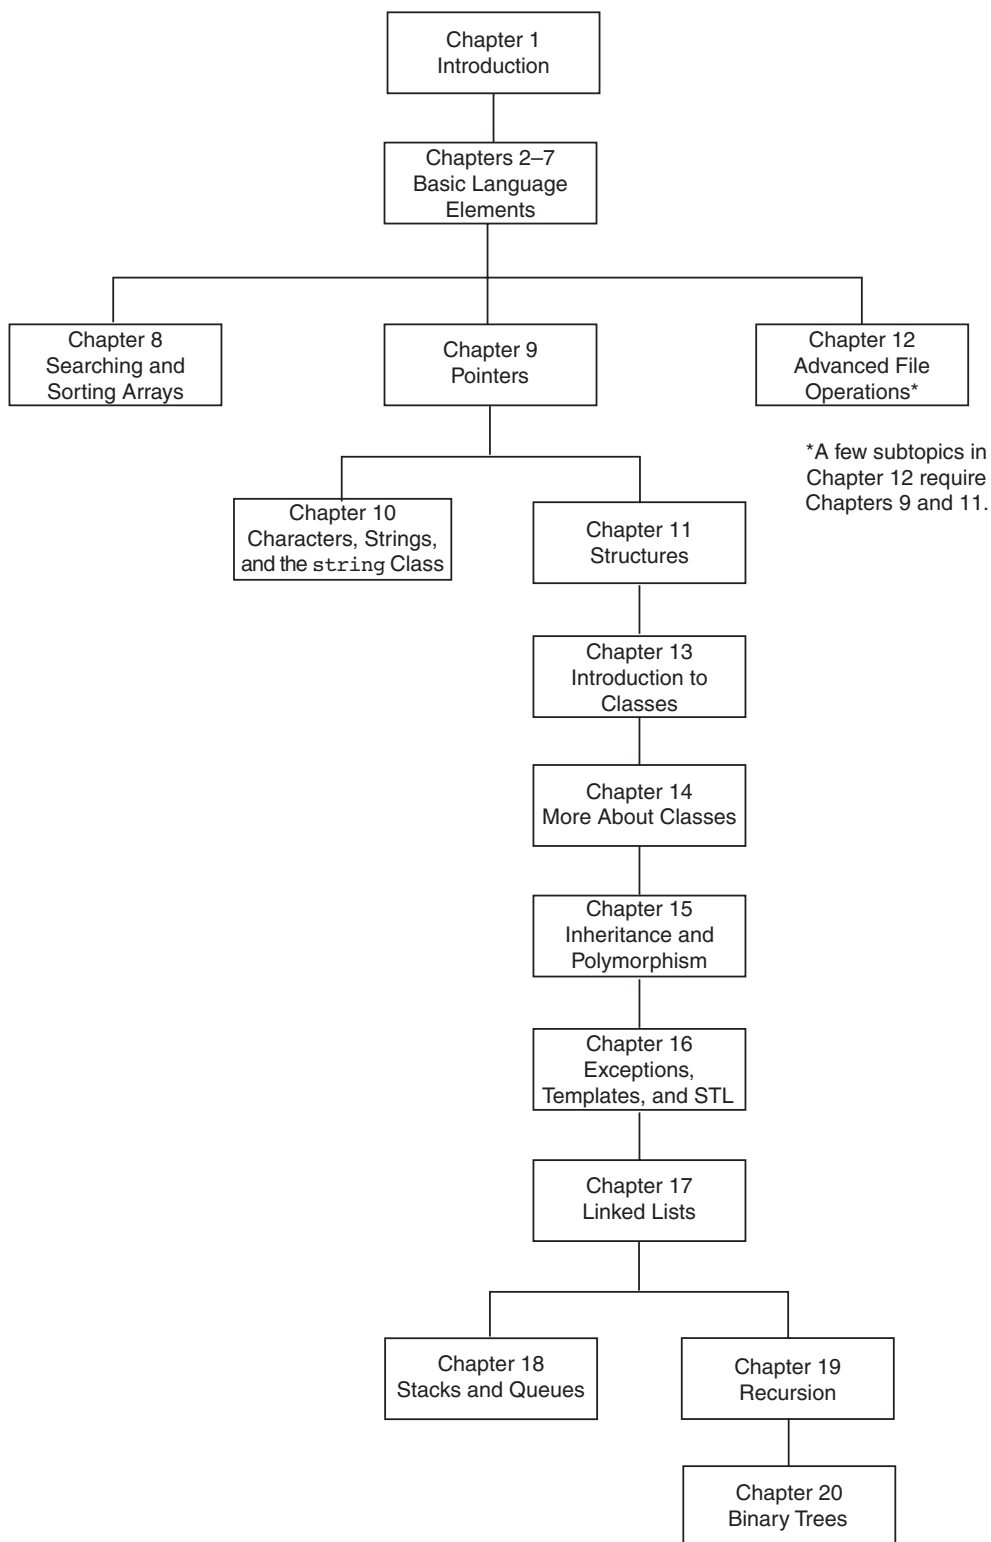 Chapter 1
Introduction
Chapters 2–7
Basic Language
Elements
Chapter 8
Searching and
Sorting Arrays
Chapter 9
Pointers
Chapter 12
Advanced File
Operations*
*A few subtopics in
Chapter 12 require
Chapters 9 and 11.
Chapter 10
Characters, Strings,
and the string Class
Chapter 11
Structures
Chapter 13
Introduction to
Classes
Chapter 14
More About Classes
Chapter 15
Inheritance and
Polymorphism
Chapter 16
Exceptions,
Templates, and STL
Chapter 17
Linked Lists
Chapter 18
Stacks and Queues
Chapter 19
Recursion
Chapter 20
Binary Trees